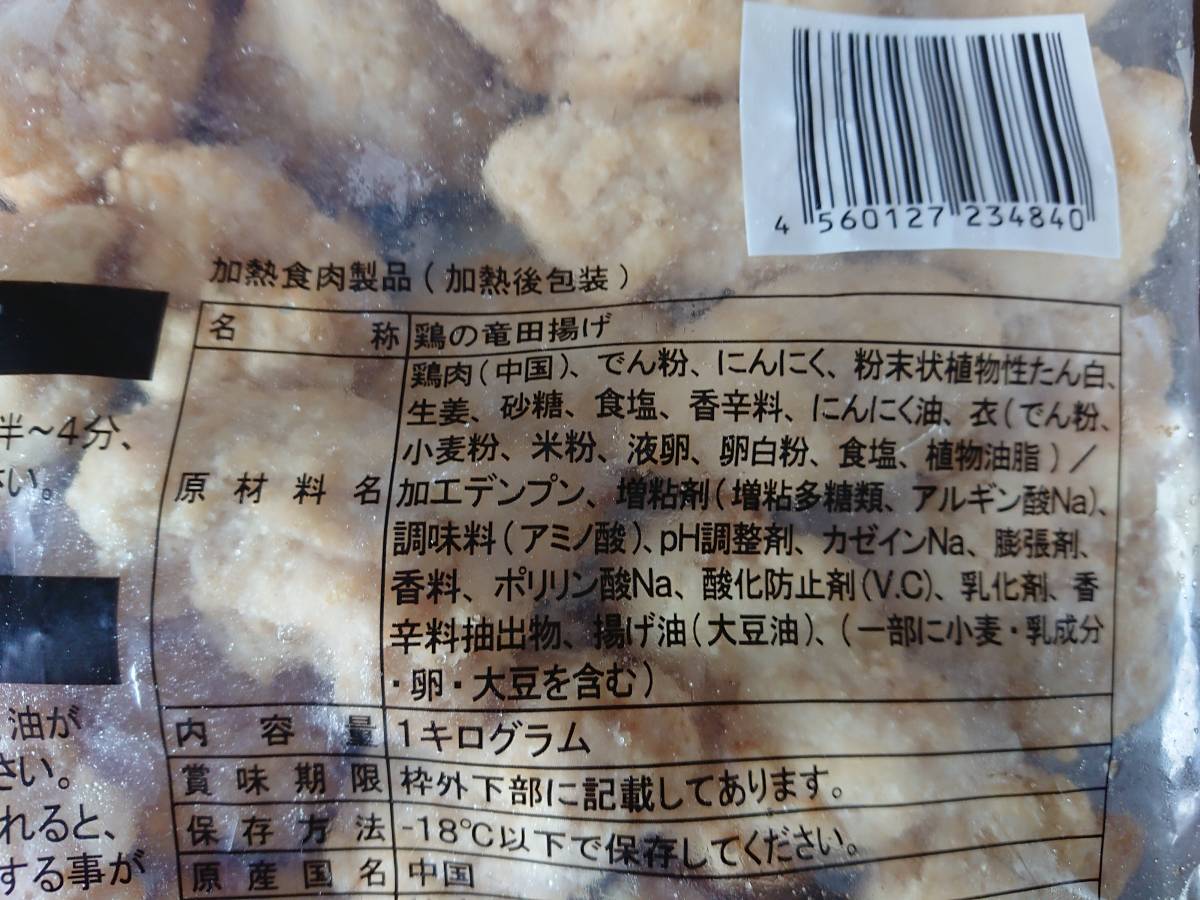 4 560127 234840
加熱食肉製品(加熱後包装)
名 称 鶏の竜田揚げ
鶏肉(中国)、でん粉、にんにく、粉末状植物性たん白、
生姜、砂糖、食塩、香辛料、にんにく油、衣(でん粉、
小麦粉、米粉、液卵、卵白粉、食塩、植物油脂)/
原材料名 加工デンプン、増粘剤(増粘多糖類、アルギン酸Na)、
調味料(アミノ酸)、pH調整剤、カゼインNa、膨張剤、
香料、ポリリン酸Na、酸化防止剤(V.C)、乳化剤、香
辛料抽出物、揚げ油(大豆油)、(一部に小麦・乳成分
・卵・大豆を含む)
内容量 1キログラム
賞味期限 枠外下部に記載してあります。
保存方法 -18℃以下で保存してください。
原産国名 中国
半~4分、
さい。
油が
さい。
れると、
する事が